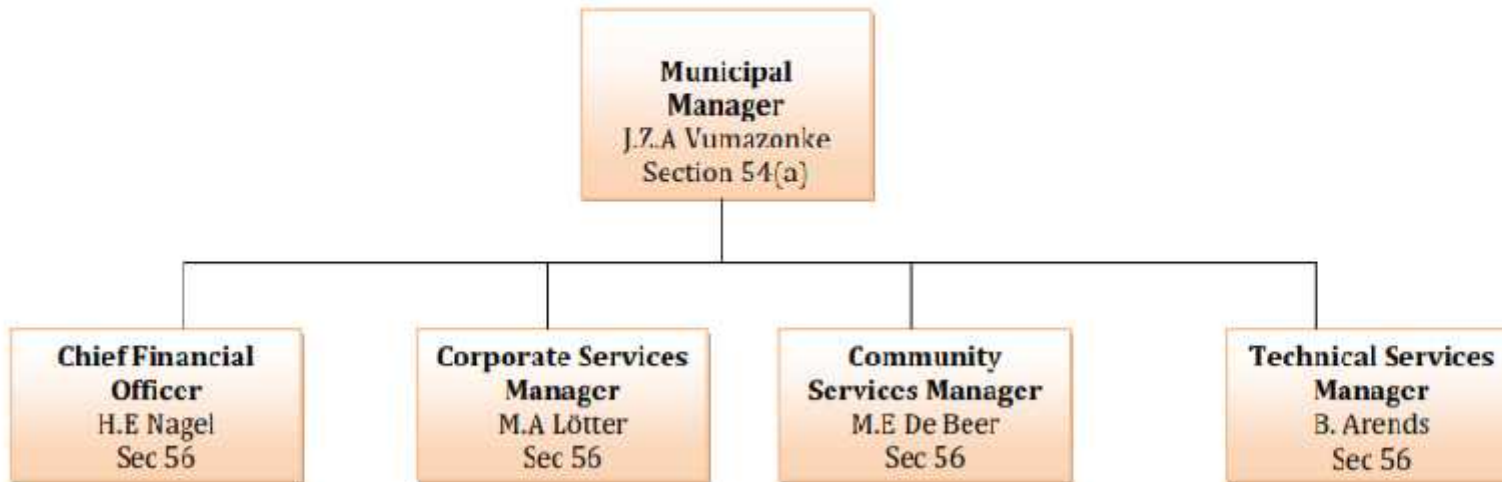 Municipal
Manager
J.Z.A Vumazonke
Section 54(a)
Chief Financial
Officer
H.E Nagel
Sec 56
Corporate Services
Manager
M.A Lötter
Sec 56
Community
Services Manager
M.E De Beer
Sec 56
Technical Services
Manager
B. Arends
Sec 56